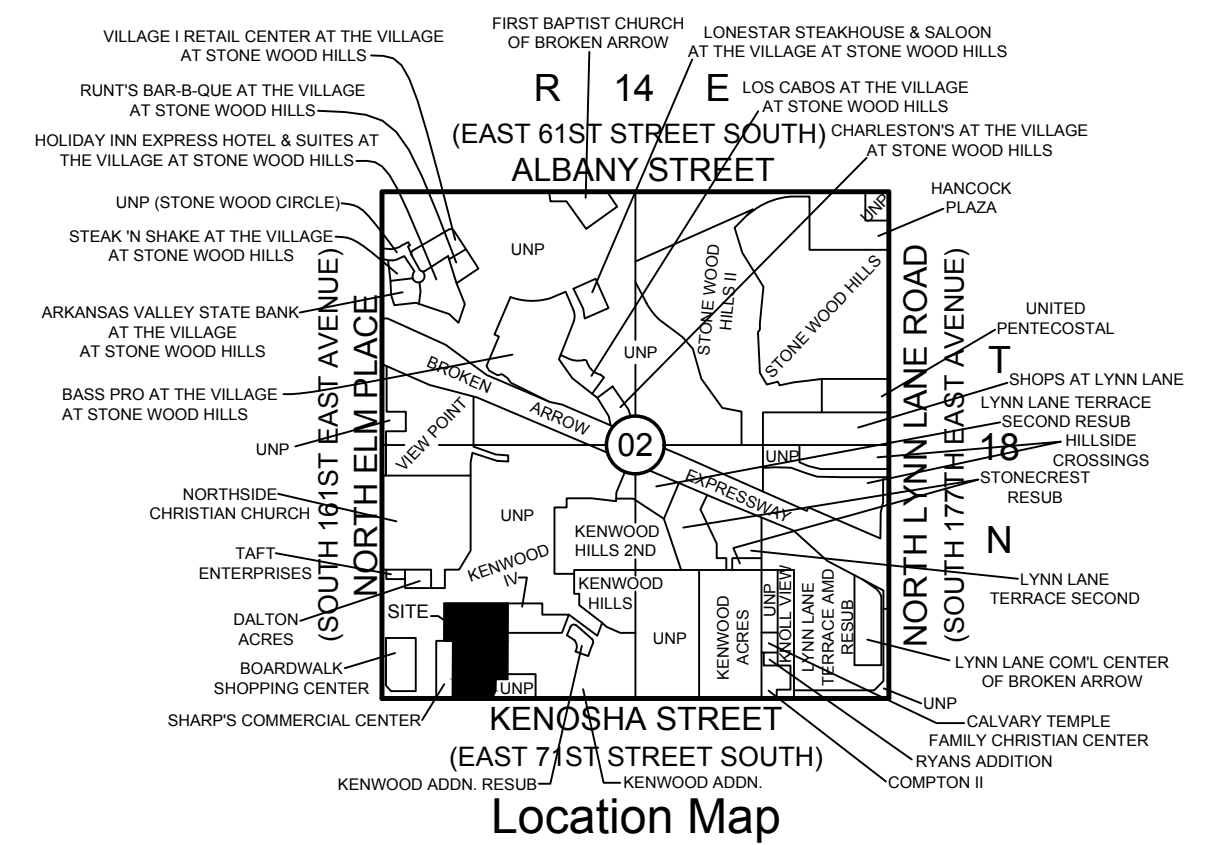 VILLAGE I RETAIL CENTER AT THE VILLAGE
AT STONE WOOD HILLS
FIRST BAPTIST CHURCH
OF BROKEN ARROW
LONESTAR STEAKHOUSE & SALOON
AT THE VILLAGE AT STONE WOOD HILLS
RUNT'S BAR-B-QUE AT THE VILLAGE
AT STONE WOOD HILLS
R 14 E
LOS CABOS AT THE VILLAGE
AT STONE WOOD HILLS
HOLIDAY INN EXPRESS HOTEL & SUITES AT
THE VILLAGE AT STONE WOOD HILLS
(EAST 61ST STREET SOUTH)
ALBANY STREET
CHARLESTON'S AT THE VILLAGE
AT STONE WOOD HILLS
UNP (STONE WOOD CIRCLE)
HANCOCK
PLAZA
UNP
STEAK 'N SHAKE AT THE VILLAGE
AT STONE WOOD HILLS
UNP
STONE WOOD
HILLS II
STONE WOOD HILLS
ARKANSAS VALLEY STATE BANK
AT THE VILLAGE
AT STONE WOOD HILLS
(SOUTH 161ST EAST AVENUE)
NORTH ELM PLACE
NORTH LYNN LANE ROAD
(SOUTH 177TH EAST AVENUE)
UNITED
PENTECOSTAL
UNP
T
BASS PRO AT THE VILLAGE
AT STONE WOOD HILLS
BROKEN
ARROW
EXPRESSWAY
SHOPS AT LYNN LANE
LYNN LANE TERRACE
SECOND RESUB
UNP
VIEW POINT
02
UNP
18
HILLSIDE
CROSSINGS
STONECREST
RESUB
NORTHSIDE
CHRISTIAN CHURCH
UNP
KENWOOD
HILLS 2ND
N
TAFT
ENTERPRISES
KENWOOD
IV
KENWOOD
HILLS
LYNN LANE
TERRACE SECOND
DALTON
ACRES
SITE
UNP
KENWOOD
ACRES
UNP
KNOLL VIEW
LYNN LANE
TERRACE AMD
RESUB
BOARDWALK
SHOPPING CENTER
LYNN LANE COM'L CENTER
OF BROKEN ARROW
UNP
UNP
SHARP'S COMMERCIAL CENTER
KENOSHA STREET
(EAST 71ST STREET SOUTH)
CALVARY TEMPLE
FAMILY CHRISTIAN CENTER
RYANS ADDITION
KENWOOD ADDN. RESUB
KENWOOD ADDN.
COMPTON II
Location Map